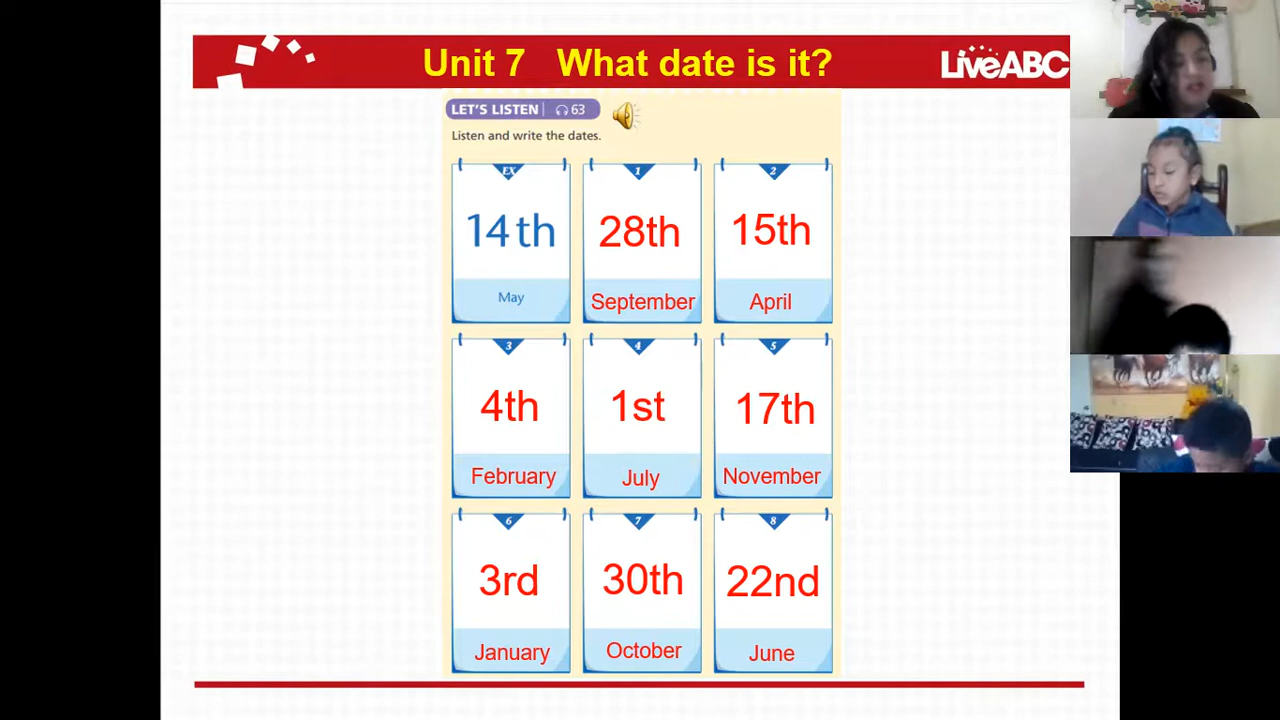 Unit 7 What date is it?
LiveABC
LET'S LISTEN 63
Listen and write the dates.
EX 1 2
14th 28th 15th
May September April
3 4 5
4th 1st 17th
February July November
6 7 8
3rd 30th 22nd
January October June